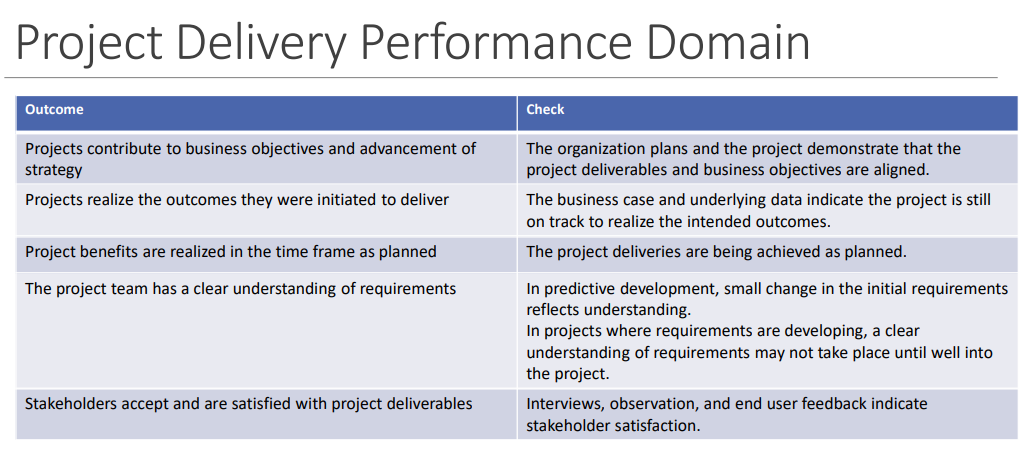 Project Delivery Performance Domain
Outcome
Check
Projects contribute to business objectives and advancement of
strategy
The organization plans and the project demonstrate that the
project deliverables and business objectives are aligned.
Projects realize the outcomes they were initiated to deliver
The business case and underlying data indicate the project is still
on track to realize the intended outcomes.
Project benefits are realized in the time frame as planned
The project deliveries are being achieved as planned.
The project team has a clear understanding of requirements
In predictive development, small change in the initial requirements
reflects understanding.
In projects where requirements are developing, a clear
understanding of requirements may not take place until well into
the project.
Stakeholders accept and are satisfied with project deliverables
Interviews, observation, and end user feedback indicate
stakeholder satisfaction.